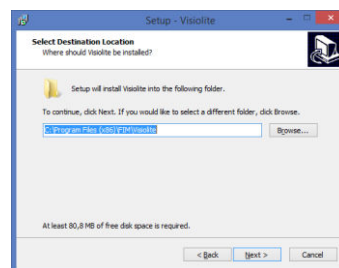 Setup - Visiolite
Select Destination Location
Where should Visiolite be installed?
Setup will install Visiolite into the following folder.
To continue, click Next. If you would like to select a different folder, click Browse.
C:\Program Files (x86)\FIM\Visiolite
Browse...
At least 80,8 MB of free disk space is required.
< Back
Next >
Cancel